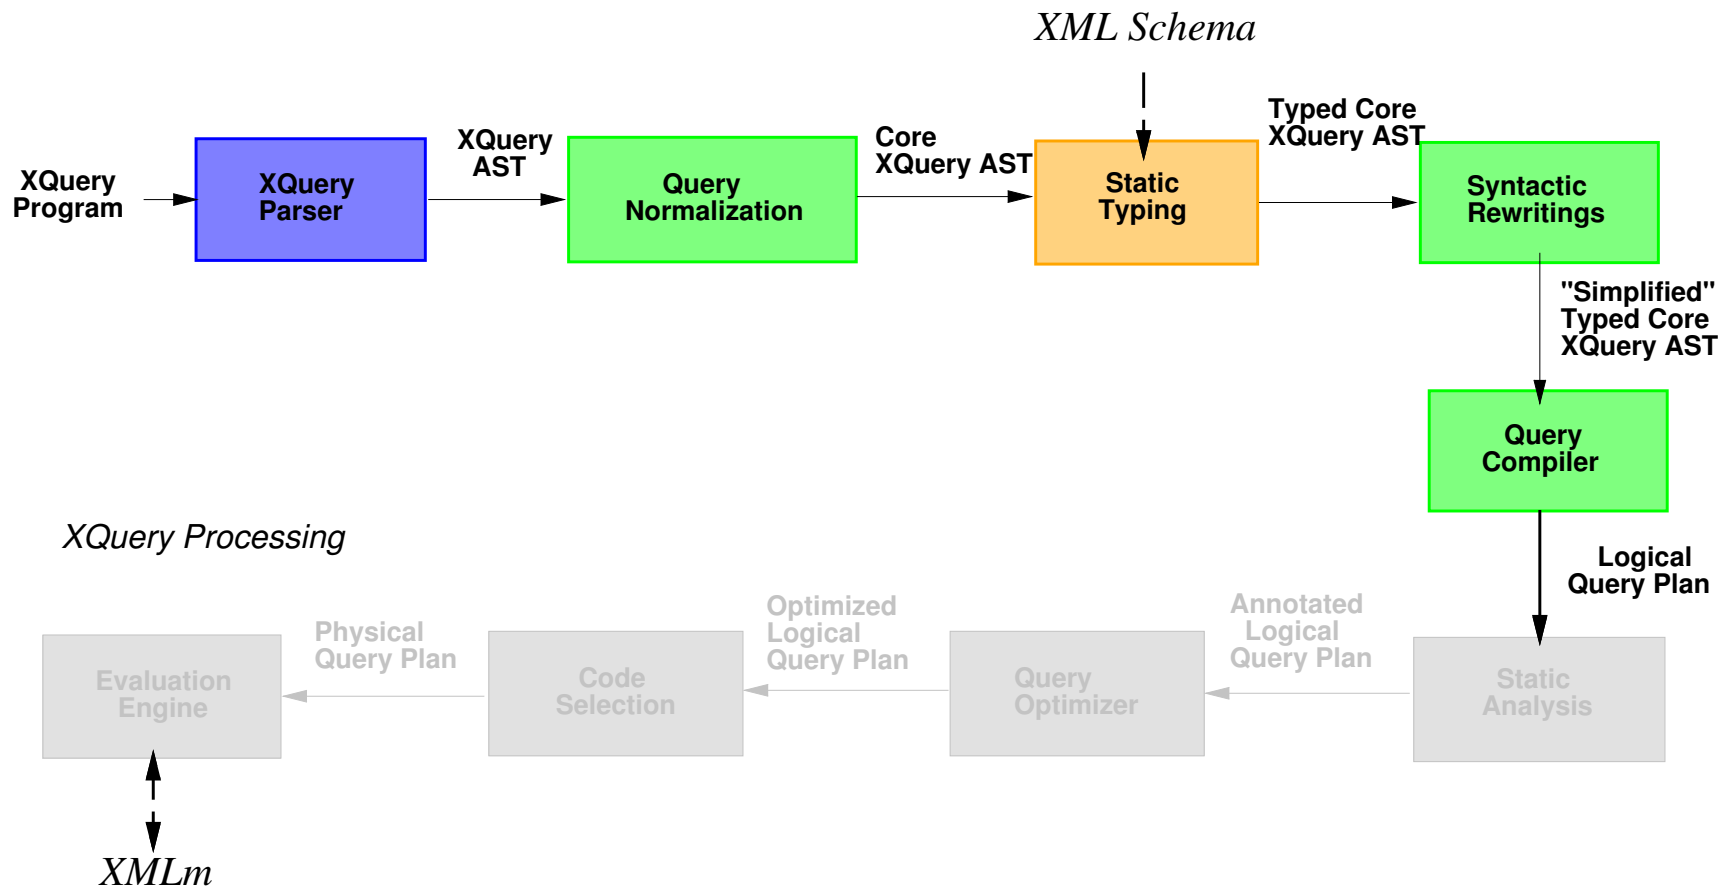 XML Schema
XQuery
Program
XQuery
Parser
XQuery
AST
Query
Normalization
Core
XQuery AST
Static
Typing
Typed Core
XQuery AST
Syntactic
Rewritings
"Simplified"
Typed Core
XQuery AST
Query
Compiler
Logical
Query Plan
XQuery Processing
Static
Analysis
Annotated
Logical
Query Plan
Query
Optimizer
Optimized
Logical
Query Plan
Code
Selection
Physical
Query Plan
Evaluation
Engine
XMLm